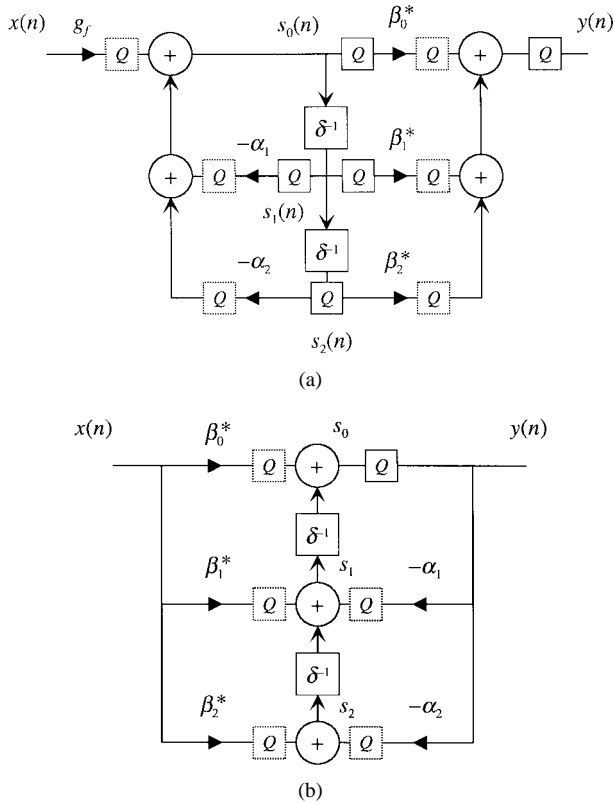 x(n) g_f s_0(n) β_0* y(n)
Q + Q Q + Q
δ⁻¹
−α_1 β_1*
+ Q Q Q Q +
s_1(n)
δ⁻¹
−α_2 β_2*
Q Q Q
s_2(n)
(a)
x(n) β_0* s_0 y(n)
Q + Q
δ⁻¹
β_1* s_1 −α_1
Q + Q
δ⁻¹
β_2* s_2 −α_2
Q + Q
(b)